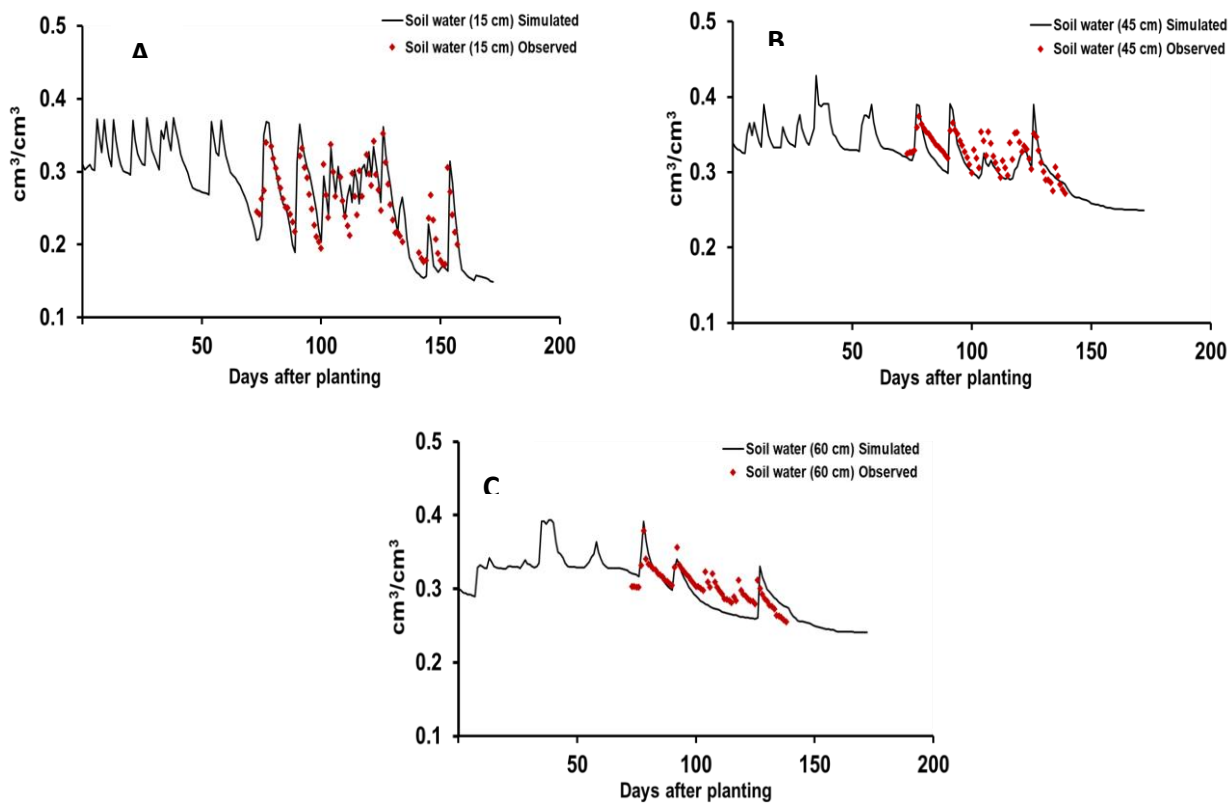 0.5
0.4
0.3
0.2
0.1
cm³/cm³
A
Soil water (15 cm) Simulated
Soil water (15 cm) Observed
50
100
150
200
Days after planting
0.5
0.4
0.3
0.2
0.1
cm³/cm³
B
Soil water (45 cm) Simulated
Soil water (45 cm) Observed
50
100
150
200
Days after planting
0.5
0.4
0.3
0.2
0.1
cm³/cm³
C
Soil water (60 cm) Simulated
Soil water (60 cm) Observed
50
100
150
200
Days after planting